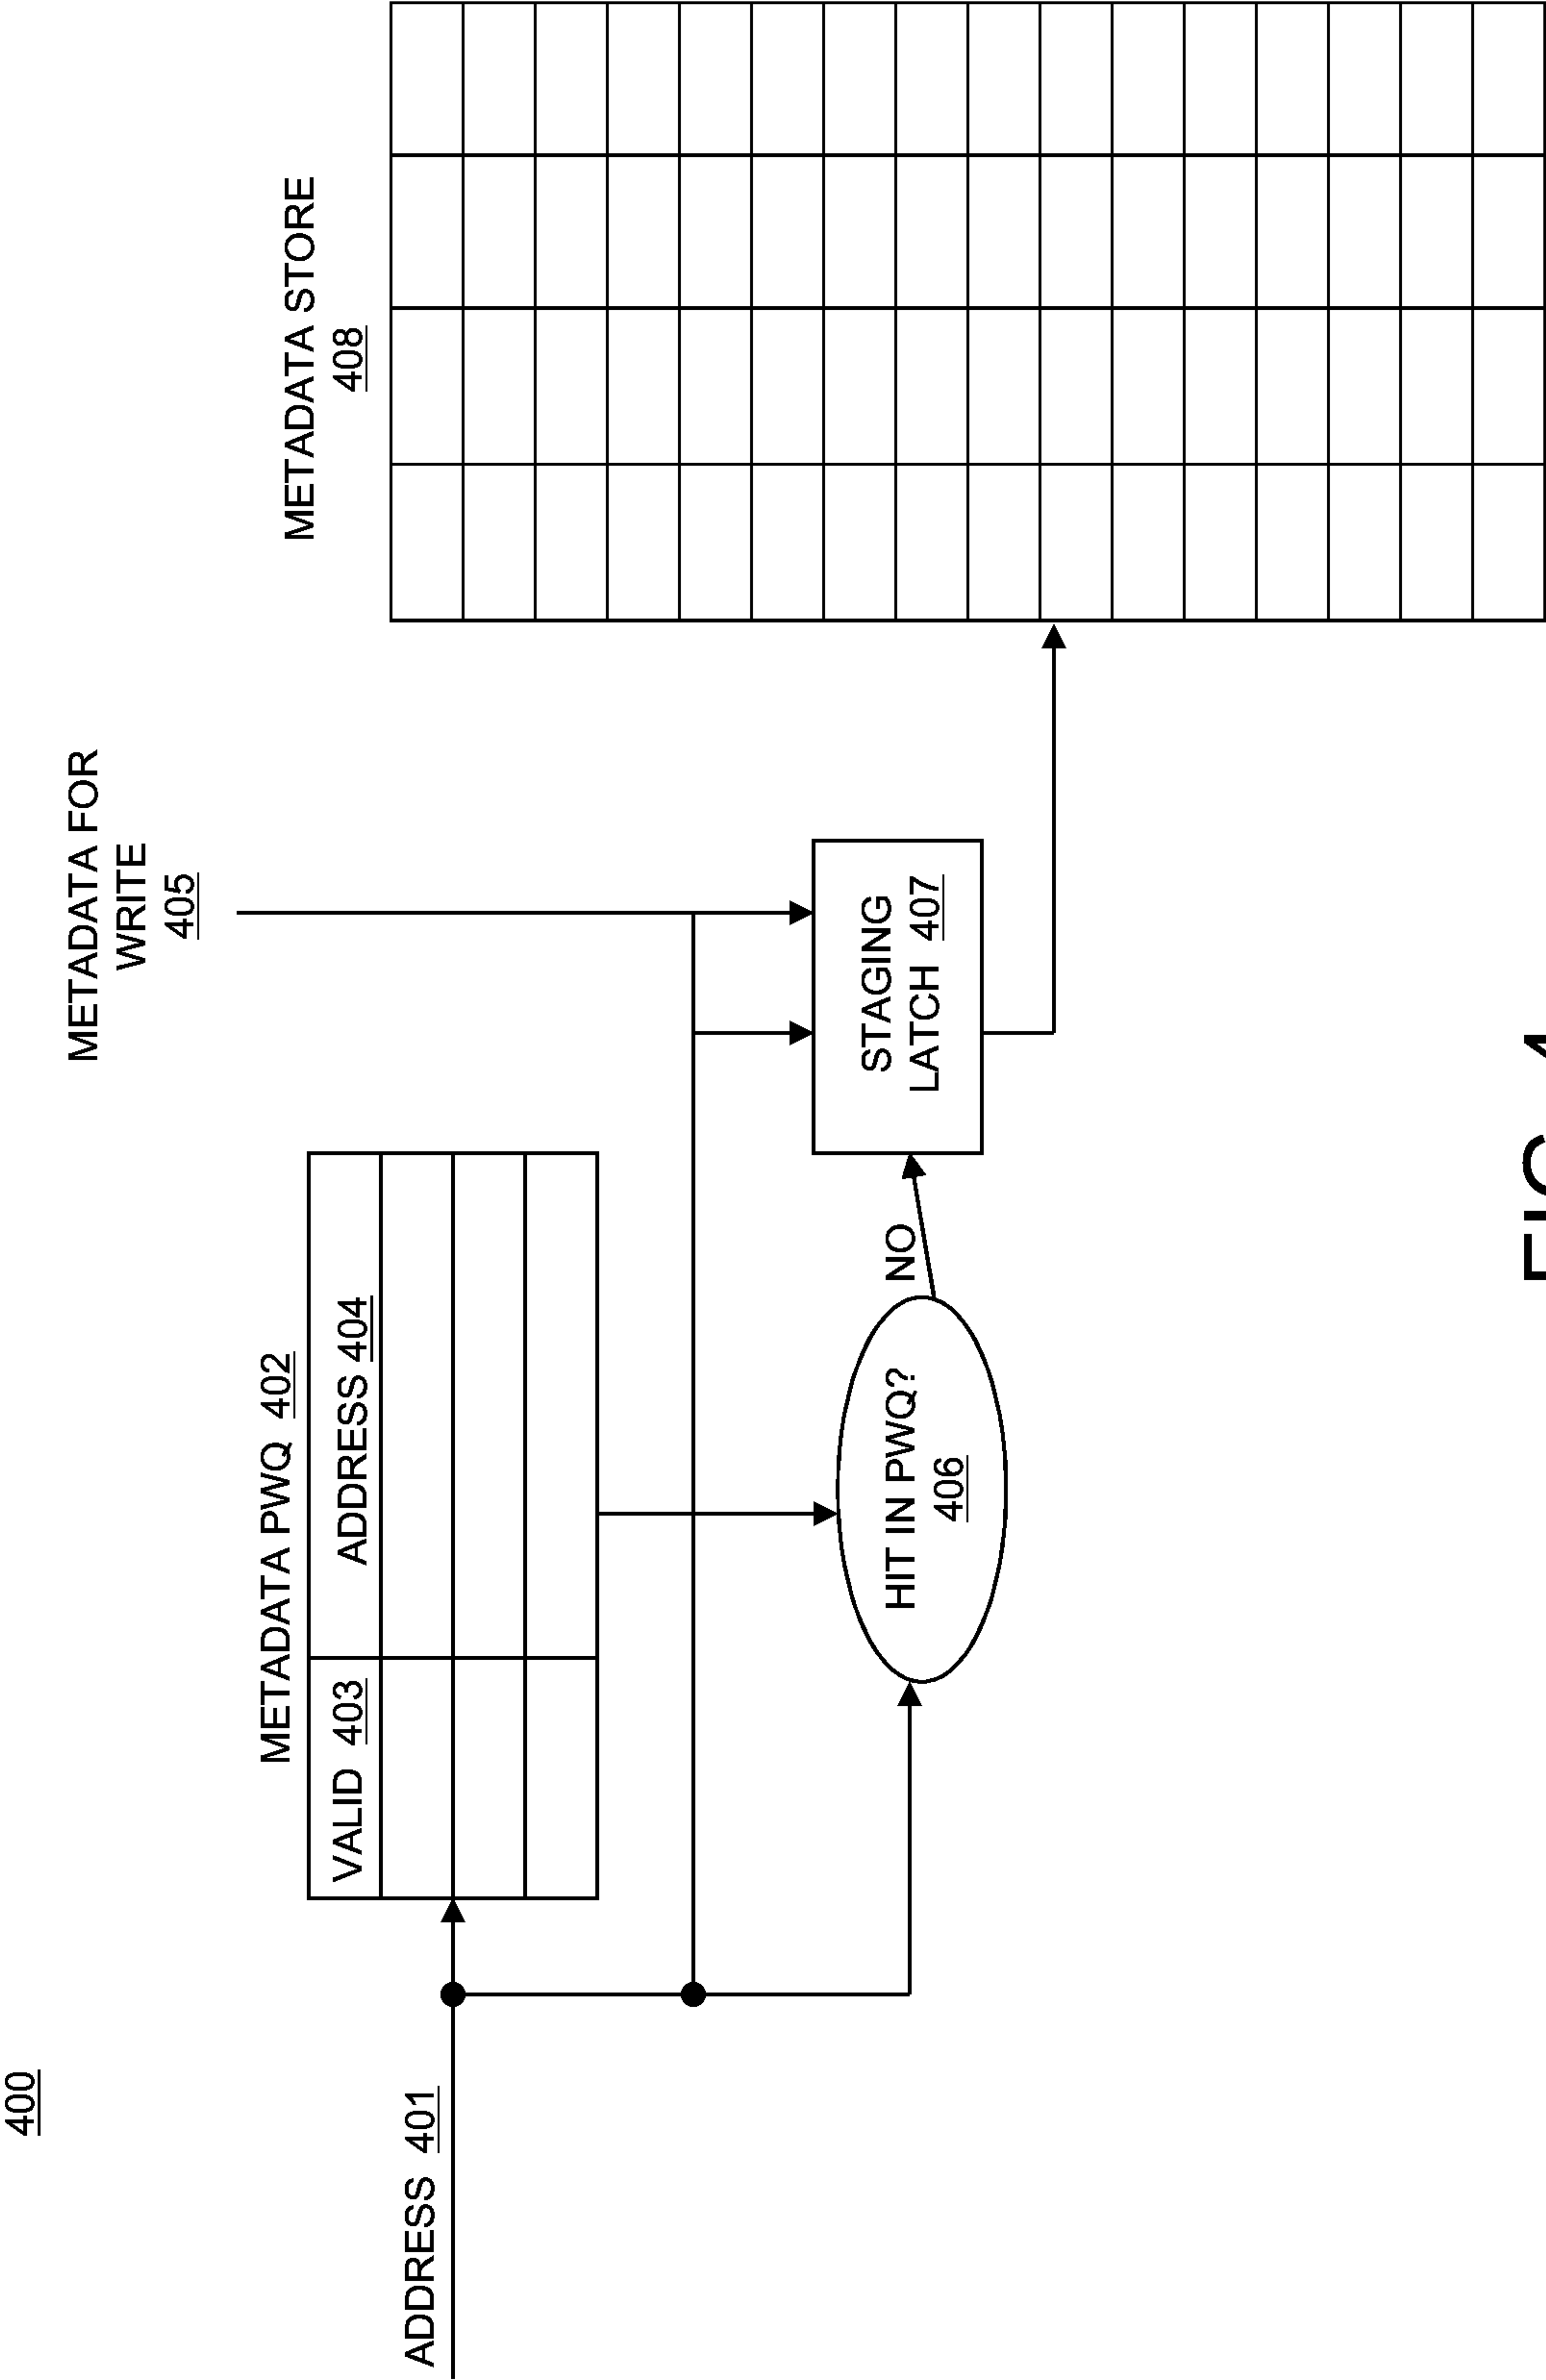 400
METADATA FOR
WRITE
405
METADATA STORE
408
METADATA PWQ 402
VALID 403
ADDRESS 404
ADDRESS 401
STAGING
LATCH 407
NO
HIT IN PWQ?
406